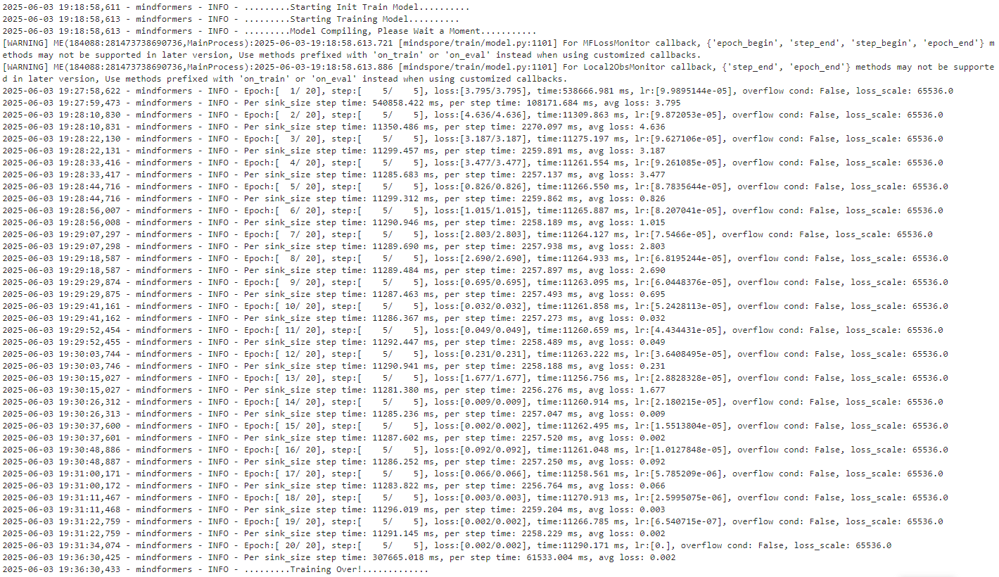 2025-06-03 19:18:58,611 - mindformers - INFO - .........Starting Init Train Model..........
2025-06-03 19:18:58,613 - mindformers - INFO - .........Starting Training Model..........
2025-06-03 19:18:58,613 - mindformers - INFO - .........Model Compiling, Please Wait a Moment...........
[WARNING] ME(184088:281473738690736,MainProcess):2025-06-03-19:18:58.613.721 [mindspore/train/model.py:1101] For MFLossMonitor callback, {'epoch_begin', 'step_end', 'step_begin', 'epoch_end'} m
ethods may not be supported in later version, Use methods prefixed with 'on_train' or 'on_eval' instead when using customized callbacks.
[WARNING] ME(184088:281473738690736,MainProcess):2025-06-03-19:18:58.613.886 [mindspore/train/model.py:1101] For Local2ObsMonitor callback, {'step_end', 'epoch_end'} methods may not be supporte
d in later version, Use methods prefixed with 'on_train' or 'on_eval' instead when using customized callbacks.
2025-06-03 19:27:58,622 - mindformers - INFO - Epoch:[  1/ 20], step:[    5/    5], loss:[3.795/3.795], time:538666.981 ms, lr:[9.9895144e-05], overflow cond: False, loss_scale: 65536.0
2025-06-03 19:27:59,473 - mindformers - INFO - Per sink_size step time: 540858.422 ms, per step time: 108171.684 ms, avg loss: 3.795
2025-06-03 19:28:10,830 - mindformers - INFO - Epoch:[  2/ 20], step:[    5/    5], loss:[4.636/4.636], time:11309.863 ms, lr:[9.872053e-05], overflow cond: False, loss_scale: 65536.0
2025-06-03 19:28:10,831 - mindformers - INFO - Per sink_size step time: 11350.486 ms, per step time: 2270.097 ms, avg loss: 4.636
2025-06-03 19:28:22,130 - mindformers - INFO - Epoch:[  3/ 20], step:[    5/    5], loss:[3.187/3.187], time:11275.197 ms, lr:[9.627106e-05], overflow cond: False, loss_scale: 65536.0
2025-06-03 19:28:22,131 - mindformers - INFO - Per sink_size step time: 11299.457 ms, per step time: 2259.891 ms, avg loss: 3.187
2025-06-03 19:28:33,416 - mindformers - INFO - Epoch:[  4/ 20], step:[    5/    5], loss:[3.477/3.477], time:11261.554 ms, lr:[9.261085e-05], overflow cond: False, loss_scale: 65536.0
2025-06-03 19:28:33,417 - mindformers - INFO - Per sink_size step time: 11285.683 ms, per step time: 2257.137 ms, avg loss: 3.477
2025-06-03 19:28:44,716 - mindformers - INFO - Epoch:[  5/ 20], step:[    5/    5], loss:[0.826/0.826], time:11266.550 ms, lr:[8.7835644e-05], overflow cond: False, loss_scale: 65536.0
2025-06-03 19:28:44,716 - mindformers - INFO - Per sink_size step time: 11299.312 ms, per step time: 2259.862 ms, avg loss: 0.826
2025-06-03 19:28:56,007 - mindformers - INFO - Epoch:[  6/ 20], step:[    5/    5], loss:[1.015/1.015], time:11265.887 ms, lr:[8.207041e-05], overflow cond: False, loss_scale: 65536.0
2025-06-03 19:28:56,008 - mindformers - INFO - Per sink_size step time: 11290.946 ms, per step time: 2258.189 ms, avg loss: 1.015
2025-06-03 19:29:07,297 - mindformers - INFO - Epoch:[  7/ 20], step:[    5/    5], loss:[2.803/2.803], time:11264.127 ms, lr:[7.5466e-05], overflow cond: False, loss_scale: 65536.0
2025-06-03 19:29:07,298 - mindformers - INFO - Per sink_size step time: 11289.690 ms, per step time: 2257.938 ms, avg loss: 2.803
2025-06-03 19:29:18,587 - mindformers - INFO - Epoch:[  8/ 20], step:[    5/    5], loss:[2.690/2.690], time:11264.933 ms, lr:[6.8195244e-05], overflow cond: False, loss_scale: 65536.0
2025-06-03 19:29:18,587 - mindformers - INFO - Per sink_size step time: 11289.484 ms, per step time: 2257.897 ms, avg loss: 2.690
2025-06-03 19:29:29,874 - mindformers - INFO - Epoch:[  9/ 20], step:[    5/    5], loss:[0.695/0.695], time:11263.095 ms, lr:[6.0448376e-05], overflow cond: False, loss_scale: 65536.0
2025-06-03 19:29:29,875 - mindformers - INFO - Per sink_size step time: 11287.463 ms, per step time: 2257.493 ms, avg loss: 0.695
2025-06-03 19:29:41,161 - mindformers - INFO - Epoch:[ 10/ 20], step:[    5/    5], loss:[0.032/0.032], time:11261.858 ms, lr:[5.2428113e-05], overflow cond: False, loss_scale: 65536.0
2025-06-03 19:29:41,162 - mindformers - INFO - Per sink_size step time: 11286.367 ms, per step time: 2257.273 ms, avg loss: 0.032
2025-06-03 19:29:52,454 - mindformers - INFO - Epoch:[ 11/ 20], step:[    5/    5], loss:[0.049/0.049], time:11260.659 ms, lr:[4.434431e-05], overflow cond: False, loss_scale: 65536.0
2025-06-03 19:29:52,455 - mindformers - INFO - Per sink_size step time: 11292.447 ms, per step time: 2258.489 ms, avg loss: 0.049
2025-06-03 19:30:03,744 - mindformers - INFO - Epoch:[ 12/ 20], step:[    5/    5], loss:[0.231/0.231], time:11263.222 ms, lr:[3.6408495e-05], overflow cond: False, loss_scale: 65536.0
2025-06-03 19:30:03,746 - mindformers - INFO - Per sink_size step time: 11290.941 ms, per step time: 2258.188 ms, avg loss: 0.231
2025-06-03 19:30:15,027 - mindformers - INFO - Epoch:[ 13/ 20], step:[    5/    5], loss:[1.677/1.677], time:11256.756 ms, lr:[2.8828328e-05], overflow cond: False, loss_scale: 65536.0
2025-06-03 19:30:15,027 - mindformers - INFO - Per sink_size step time: 11281.380 ms, per step time: 2256.276 ms, avg loss: 1.677
2025-06-03 19:30:26,312 - mindformers - INFO - Epoch:[ 14/ 20], step:[    5/    5], loss:[0.009/0.009], time:11260.914 ms, lr:[2.180215e-05], overflow cond: False, loss_scale: 65536.0
2025-06-03 19:30:26,313 - mindformers - INFO - Per sink_size step time: 11285.236 ms, per step time: 2257.047 ms, avg loss: 0.009
2025-06-03 19:30:37,600 - mindformers - INFO - Epoch:[ 15/ 20], step:[    5/    5], loss:[0.002/0.002], time:11262.495 ms, lr:[1.5513804e-05], overflow cond: False, loss_scale: 65536.0
2025-06-03 19:30:37,601 - mindformers - INFO - Per sink_size step time: 11287.602 ms, per step time: 2257.520 ms, avg loss: 0.002
2025-06-03 19:30:48,886 - mindformers - INFO - Epoch:[ 16/ 20], step:[    5/    5], loss:[0.092/0.092], time:11261.048 ms, lr:[1.0127848e-05], overflow cond: False, loss_scale: 65536.0
2025-06-03 19:30:48,887 - mindformers - INFO - Per sink_size step time: 11286.252 ms, per step time: 2257.250 ms, avg loss: 0.092
2025-06-03 19:31:00,171 - mindformers - INFO - Epoch:[ 17/ 20], step:[    5/    5], loss:[0.066/0.066], time:11258.561 ms, lr:[5.785209e-06], overflow cond: False, loss_scale: 65536.0
2025-06-03 19:31:00,172 - mindformers - INFO - Per sink_size step time: 11283.822 ms, per step time: 2256.764 ms, avg loss: 0.066
2025-06-03 19:31:11,467 - mindformers - INFO - Epoch:[ 18/ 20], step:[    5/    5], loss:[0.003/0.003], time:11270.913 ms, lr:[2.5995075e-06], overflow cond: False, loss_scale: 65536.0
2025-06-03 19:31:11,468 - mindformers - INFO - Per sink_size step time: 11296.019 ms, per step time: 2259.204 ms, avg loss: 0.003
2025-06-03 19:31:22,759 - mindformers - INFO - Epoch:[ 19/ 20], step:[    5/    5], loss:[0.002/0.002], time:11266.785 ms, lr:[6.540715e-07], overflow cond: False, loss_scale: 65536.0
2025-06-03 19:31:22,759 - mindformers - INFO - Per sink_size step time: 11291.145 ms, per step time: 2258.229 ms, avg loss: 0.002
2025-06-03 19:31:34,074 - mindformers - INFO - Epoch:[ 20/ 20], step:[    5/    5], loss:[0.002/0.002], time:11290.171 ms, lr:[0.], overflow cond: False, loss_scale: 65536.0
2025-06-03 19:36:30,425 - mindformers - INFO - Per sink_size step time: 307665.018 ms, per step time: 61533.004 ms, avg loss: 0.002
2025-06-03 19:36:30,433 - mindformers - INFO - .........Training Over!.............